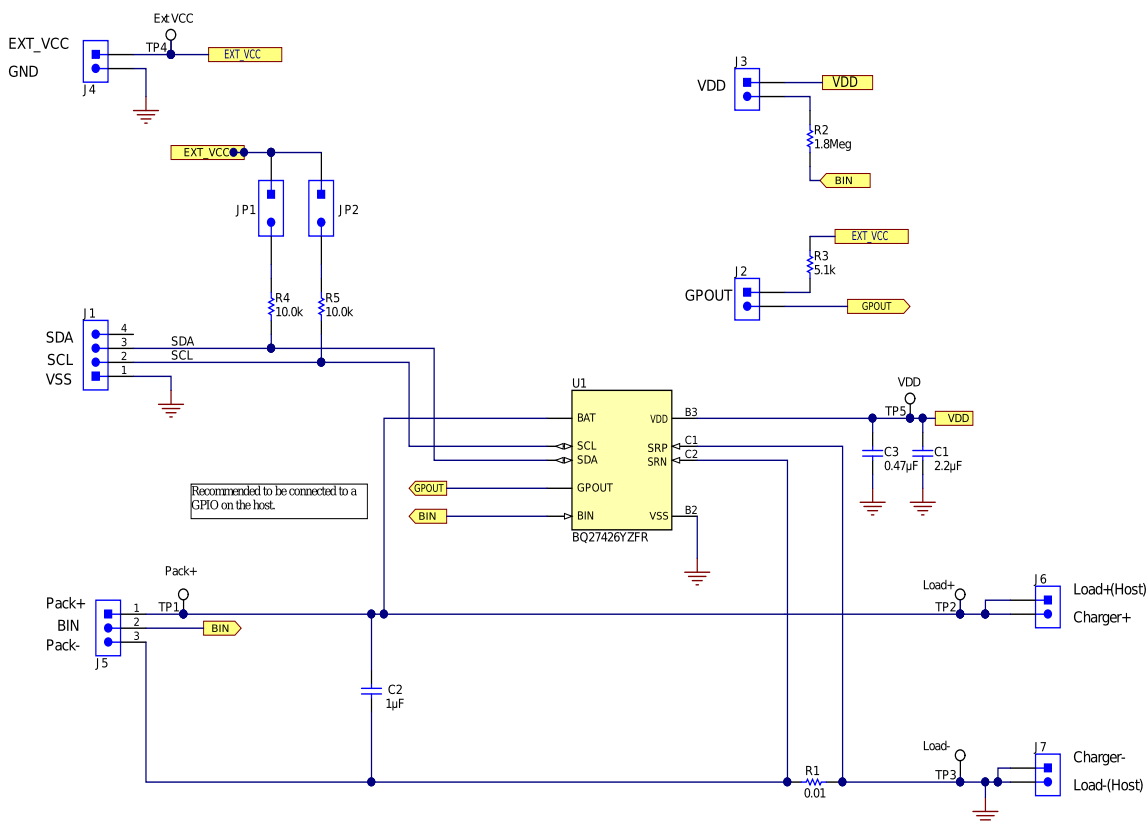 ExtVCC
EXT_VCC
TP4
EXT_VCC
GND
J4
J3
VDD
VDD
R2
1.8Meg
BIN
EXT_VCC
JP1
JP2
EXT_VCC
R3
5.1k
J2
GPOUT
GPOUT
R4
10.0k
R5
10.0k
J1
SDA
4
3
SDA
SCL
2
SCL
VSS
1
U1
BAT
VDD
B3
SCL
SRP
C1
SDA
SRN
C2
GPOUT
GPOUT
BIN
BIN
VSS
B2
BQ27426YZFR
VDD
TP5
VDD
C3
0.47µF
C1
2.2µF
Recommended to be connected to a
GPIO on the host.
Pack+
Pack+
1
TP1
BIN
2
BIN
Pack-
3
J5
Load+
TP2
J6
Load+(Host)
Charger+
C2
1µF
R1
0.01
Load-
TP3
J7
Charger-
Load-(Host)